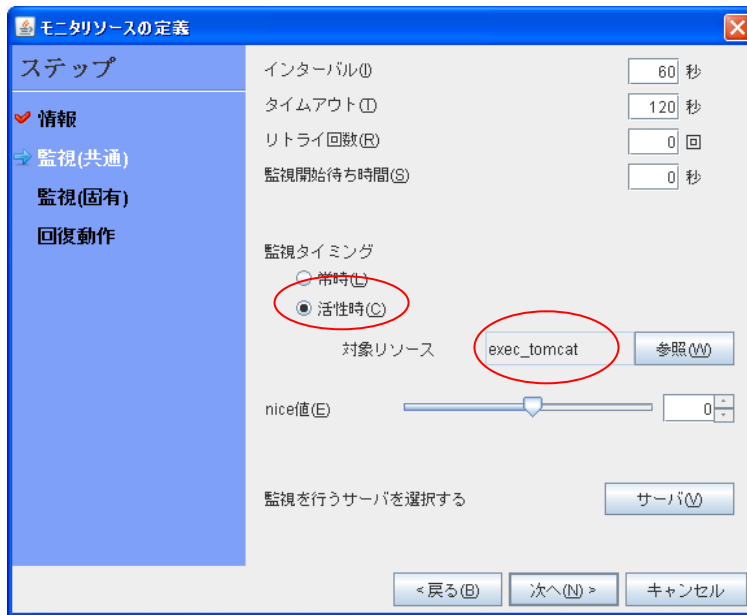 モニタリソースの定義
ステップ
情報
監視(共通)
監視(固有)
回復動作
インターバル(I) 60 秒
タイムアウト(T) 120 秒
リトライ回数(R) 0 回
監視開始待ち時間(S) 0 秒
監視タイミング
常時(L)
活性時(C)
対象リソース exec_tomcat 参照(W)
nice値(E) 0
監視を行うサーバを選択する サーバ(V)
<戻る(B) 次へ(N)> キャンセル